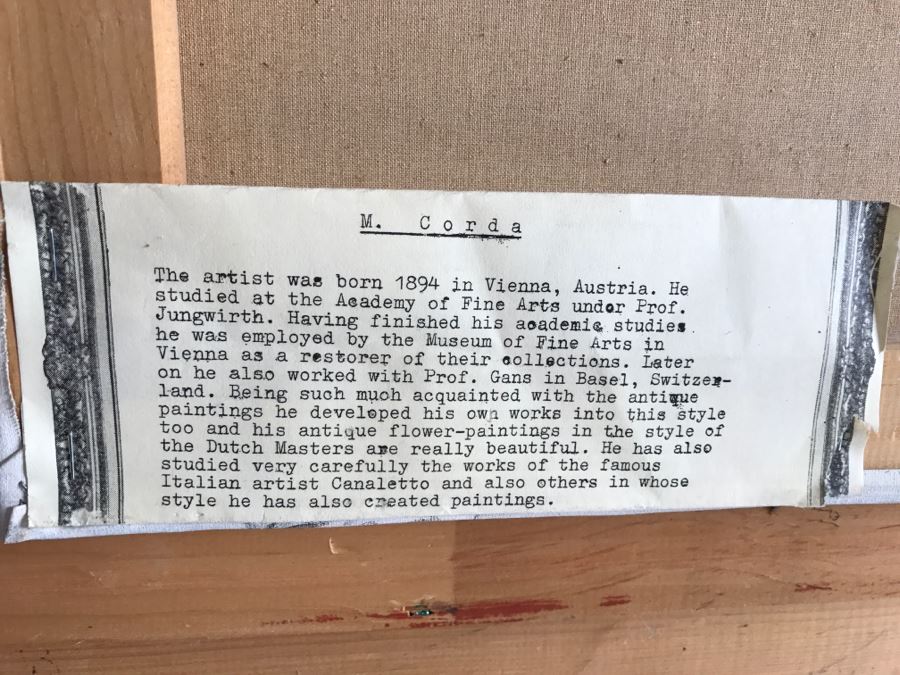 M. Corda
The artist was born 1894 in Vienna, Austria. He
studied at the Academy of Fine Arts under Prof.
Jungwirth. Having finished his academic studies
he was employed by the Museum of Fine Arts in
Vienna as a restorer of their collections. Later
on he also worked with Prof. Gans in Basel, Switzer-
land. Being such much acquainted with the antique
paintings he developed his own works into this style
too and his antique flower-paintings in the style of
the Dutch Masters are really beautiful. He has also
studied very carefully the works of the famous
Italian artist Canaletto and also others in whose
style he has also created paintings.